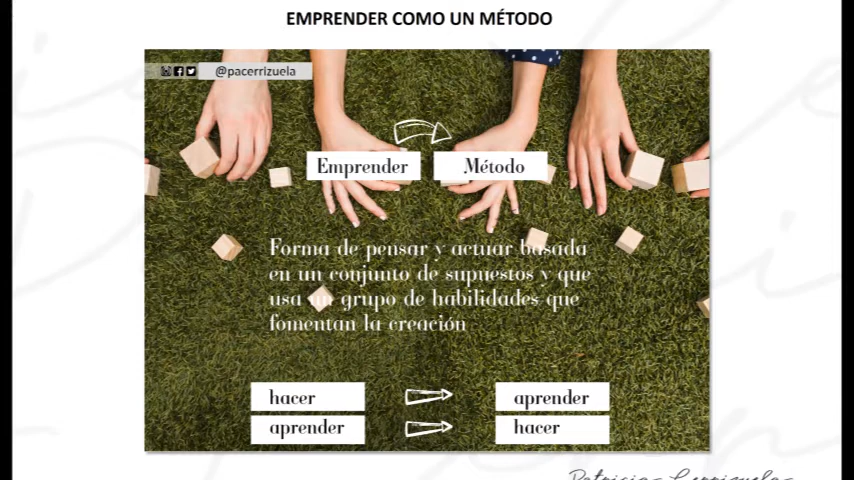 EMPRENDER COMO UN MÉTODO
@pacerrizuela
Emprender Método
Forma de pensar y actuar basada
en un conjunto de supuestos y que
usa un grupo de habilidades que
fomentan la creación
hacer aprender
aprender hacer